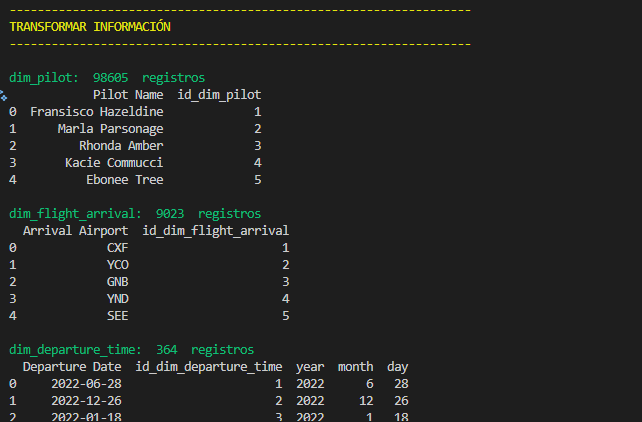 ------------------------------------------------------------------
TRANSFORMAR INFORMACIÓN
------------------------------------------------------------------
dim_pilot:  98605  registros
Pilot Name  id_dim_pilot
0  Fransisco Hazeldine  1
1  Marla Parsonage  2
2  Rhonda Amber  3
3  Kacie Commucci  4
4  Ebonee Tree  5
dim_flight_arrival:  9023  registros
Arrival Airport  id_dim_flight_arrival
0  CXF  1
1  YCO  2
2  GNB  3
3  YND  4
4  SEE  5
dim_departure_time:  364  registros
Departure Date  id_dim_departure_time  year  month  day
0  2022-06-28  1  2022  6  28
1  2022-12-26  2  2022  12  26
2  2022-01-18  3  2022  1  18